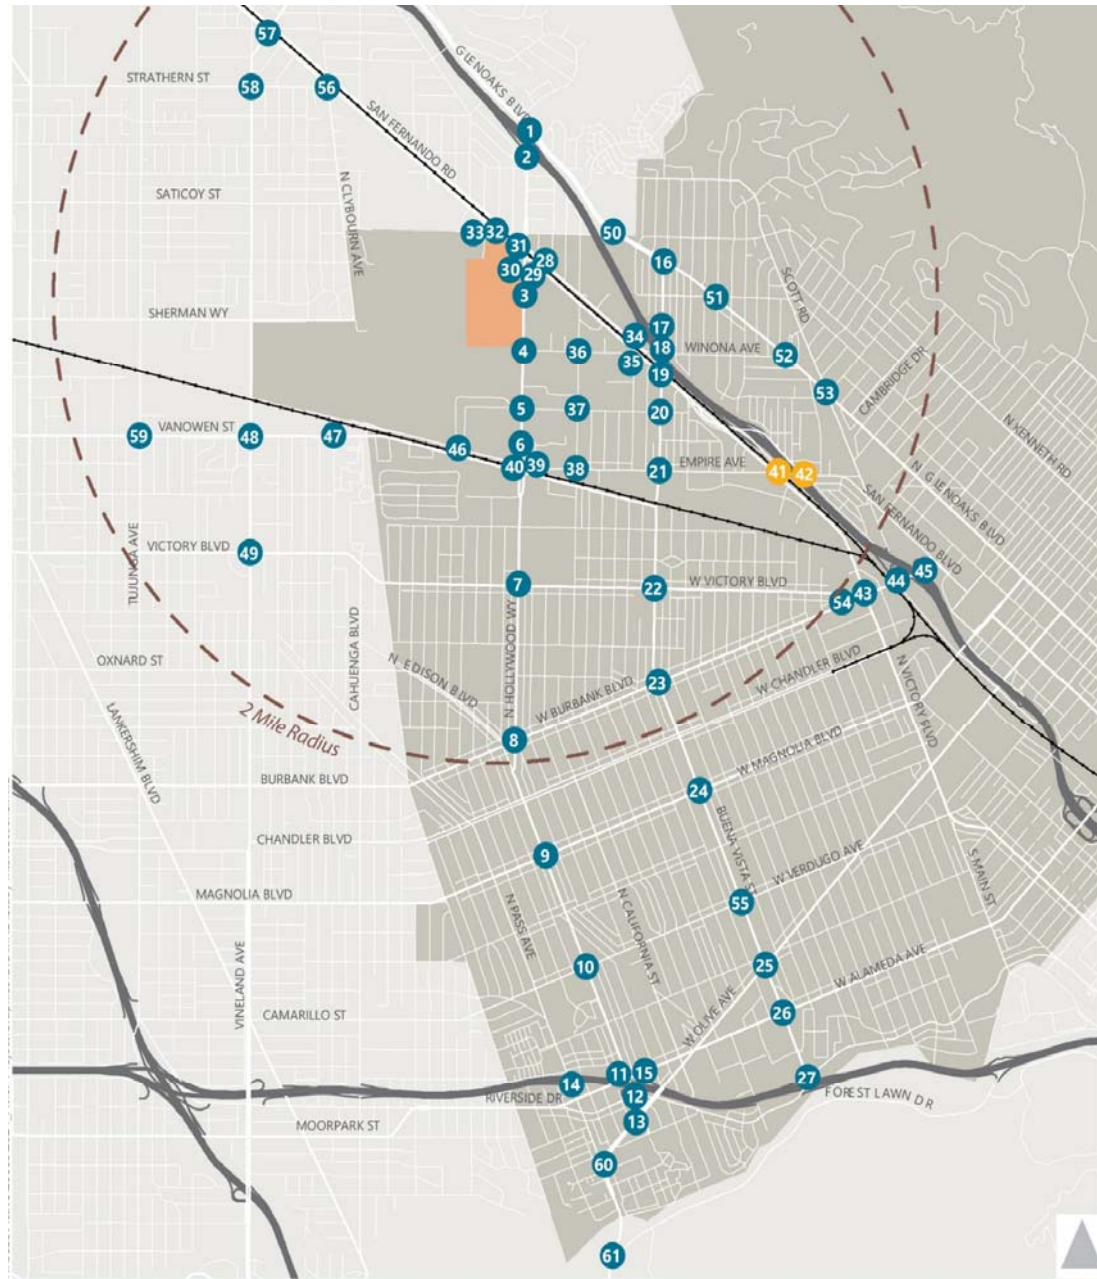 57
STRATHERN ST
58
56
GLENOAKS BLVD
SAN FERNANDO RD
1
2
SATICOY ST
N CLYBOURN AVE
33
32
31
50
30
29
28
16
SCOTT RD
3
51
SHERMAN WY
17
34
18
WINONA AVE
4
36
35
19
52
53
CAMBRIDGE DR
5
37
20
N KENNETH RD
59
VANOWEN ST
48
47
46
6
40
39
38
21
EMPIRE AVE
41
42
N GLENOAKS BLVD
SAN FERNANDO BLVD
TUJUNGA AVE
VICTORY BLVD
49
7
22
W VICTORY BLVD
54
43
44
45
CAHUENGA BLVD
N HOLLYWOOD WY
OXNARD ST
N EDISON BLVD
23
W BURBANK BLVD
W CHANDLER BLVD
N VICTORY BLVD
2 Mile Radius
8
LANKERSHIM BLVD
BURBANK BLVD
24
W MAGNOLIA BLVD
CHANDLER BLVD
9
BUENA VISTA ST
W VERDUGO AVE
S MAIN ST
MAGNOLIA BLVD
N PASS AVE
N CALIFORNIA ST
55
VINELAND AVE
10
25
W ALAMEDA AVE
CAMARILLO ST
W OLIVE AVE
26
11
15
14
12
27
RIVERSIDE DR
FOREST LAWN DR
MOORPARK ST
13
60
61